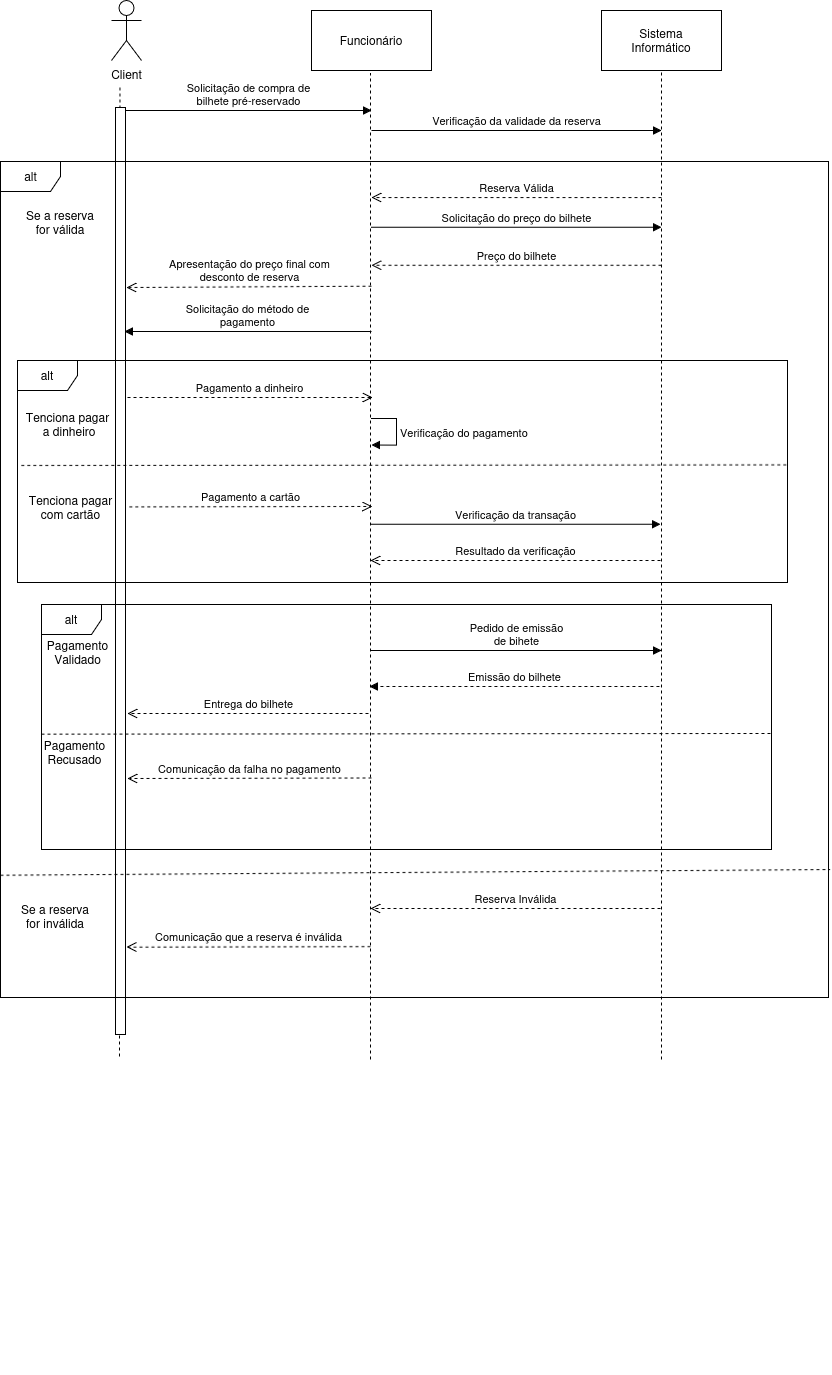 Client
Funcionário
Sistema
Informático
Solicitação de compra de
bilhete pré-reservado
Verificação da validade da reserva
alt
Se a reserva
for válida
Reserva Válida
Solicitação do preço do bilhete
Preço do bilhete
Apresentação do preço final com
desconto de reserva
Solicitação do método de
pagamento
alt
Tenciona pagar
a dinheiro
Pagamento a dinheiro
Verificação do pagamento
Tenciona pagar
com cartão
Pagamento a cartão
Verificação da transação
Resultado da verificação
alt
Pagamento
Validado
Pedido de emissão
de bihete
Emissão do bilhete
Entrega do bilhete
Pagamento
Recusado
Comunicação da falha no pagamento
Se a reserva
for inválida
Reserva Inválida
Comunicação que a reserva é inválida